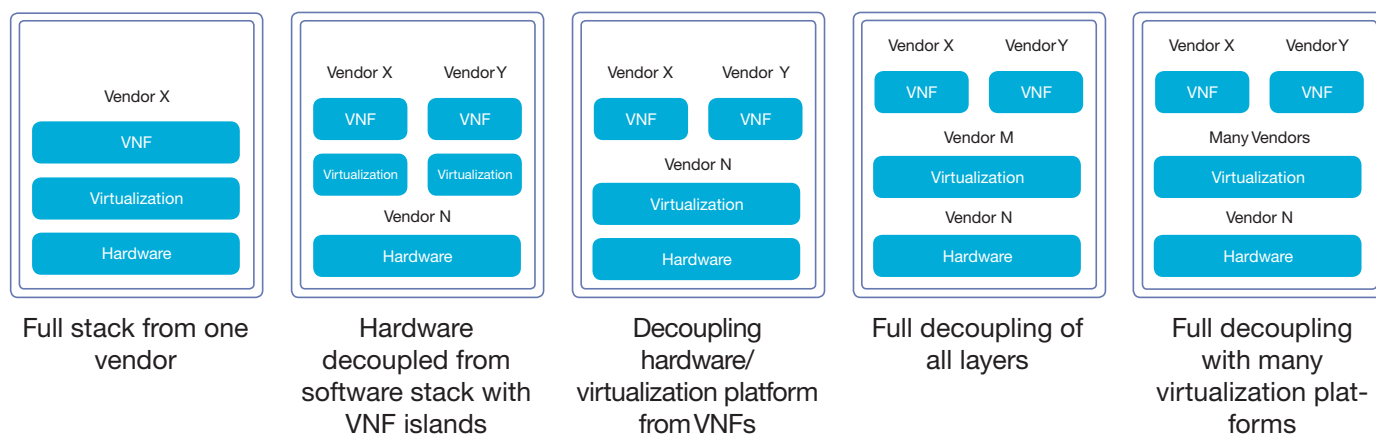 Vendor X
VNF
Virtualization
Hardware
Full stack from one
vendor
Vendor X VendorY
VNF VNF
Virtualization Virtualization
Vendor N
Hardware
Hardware
decoupled from
software stack with
VNF islands
Vendor X Vendor Y
VNF VNF
Vendor N
Virtualization
Hardware
Decoupling
hardware/
virtualization platform
from VNFs
Vendor X VendorY
VNF VNF
Vendor M
Virtualization
Vendor N
Hardware
Full decoupling of
all layers
Vendor X VendorY
VNF VNF
Many Vendors
Virtualization
Vendor N
Hardware
Full decoupling
with many
virtualization plat-
forms